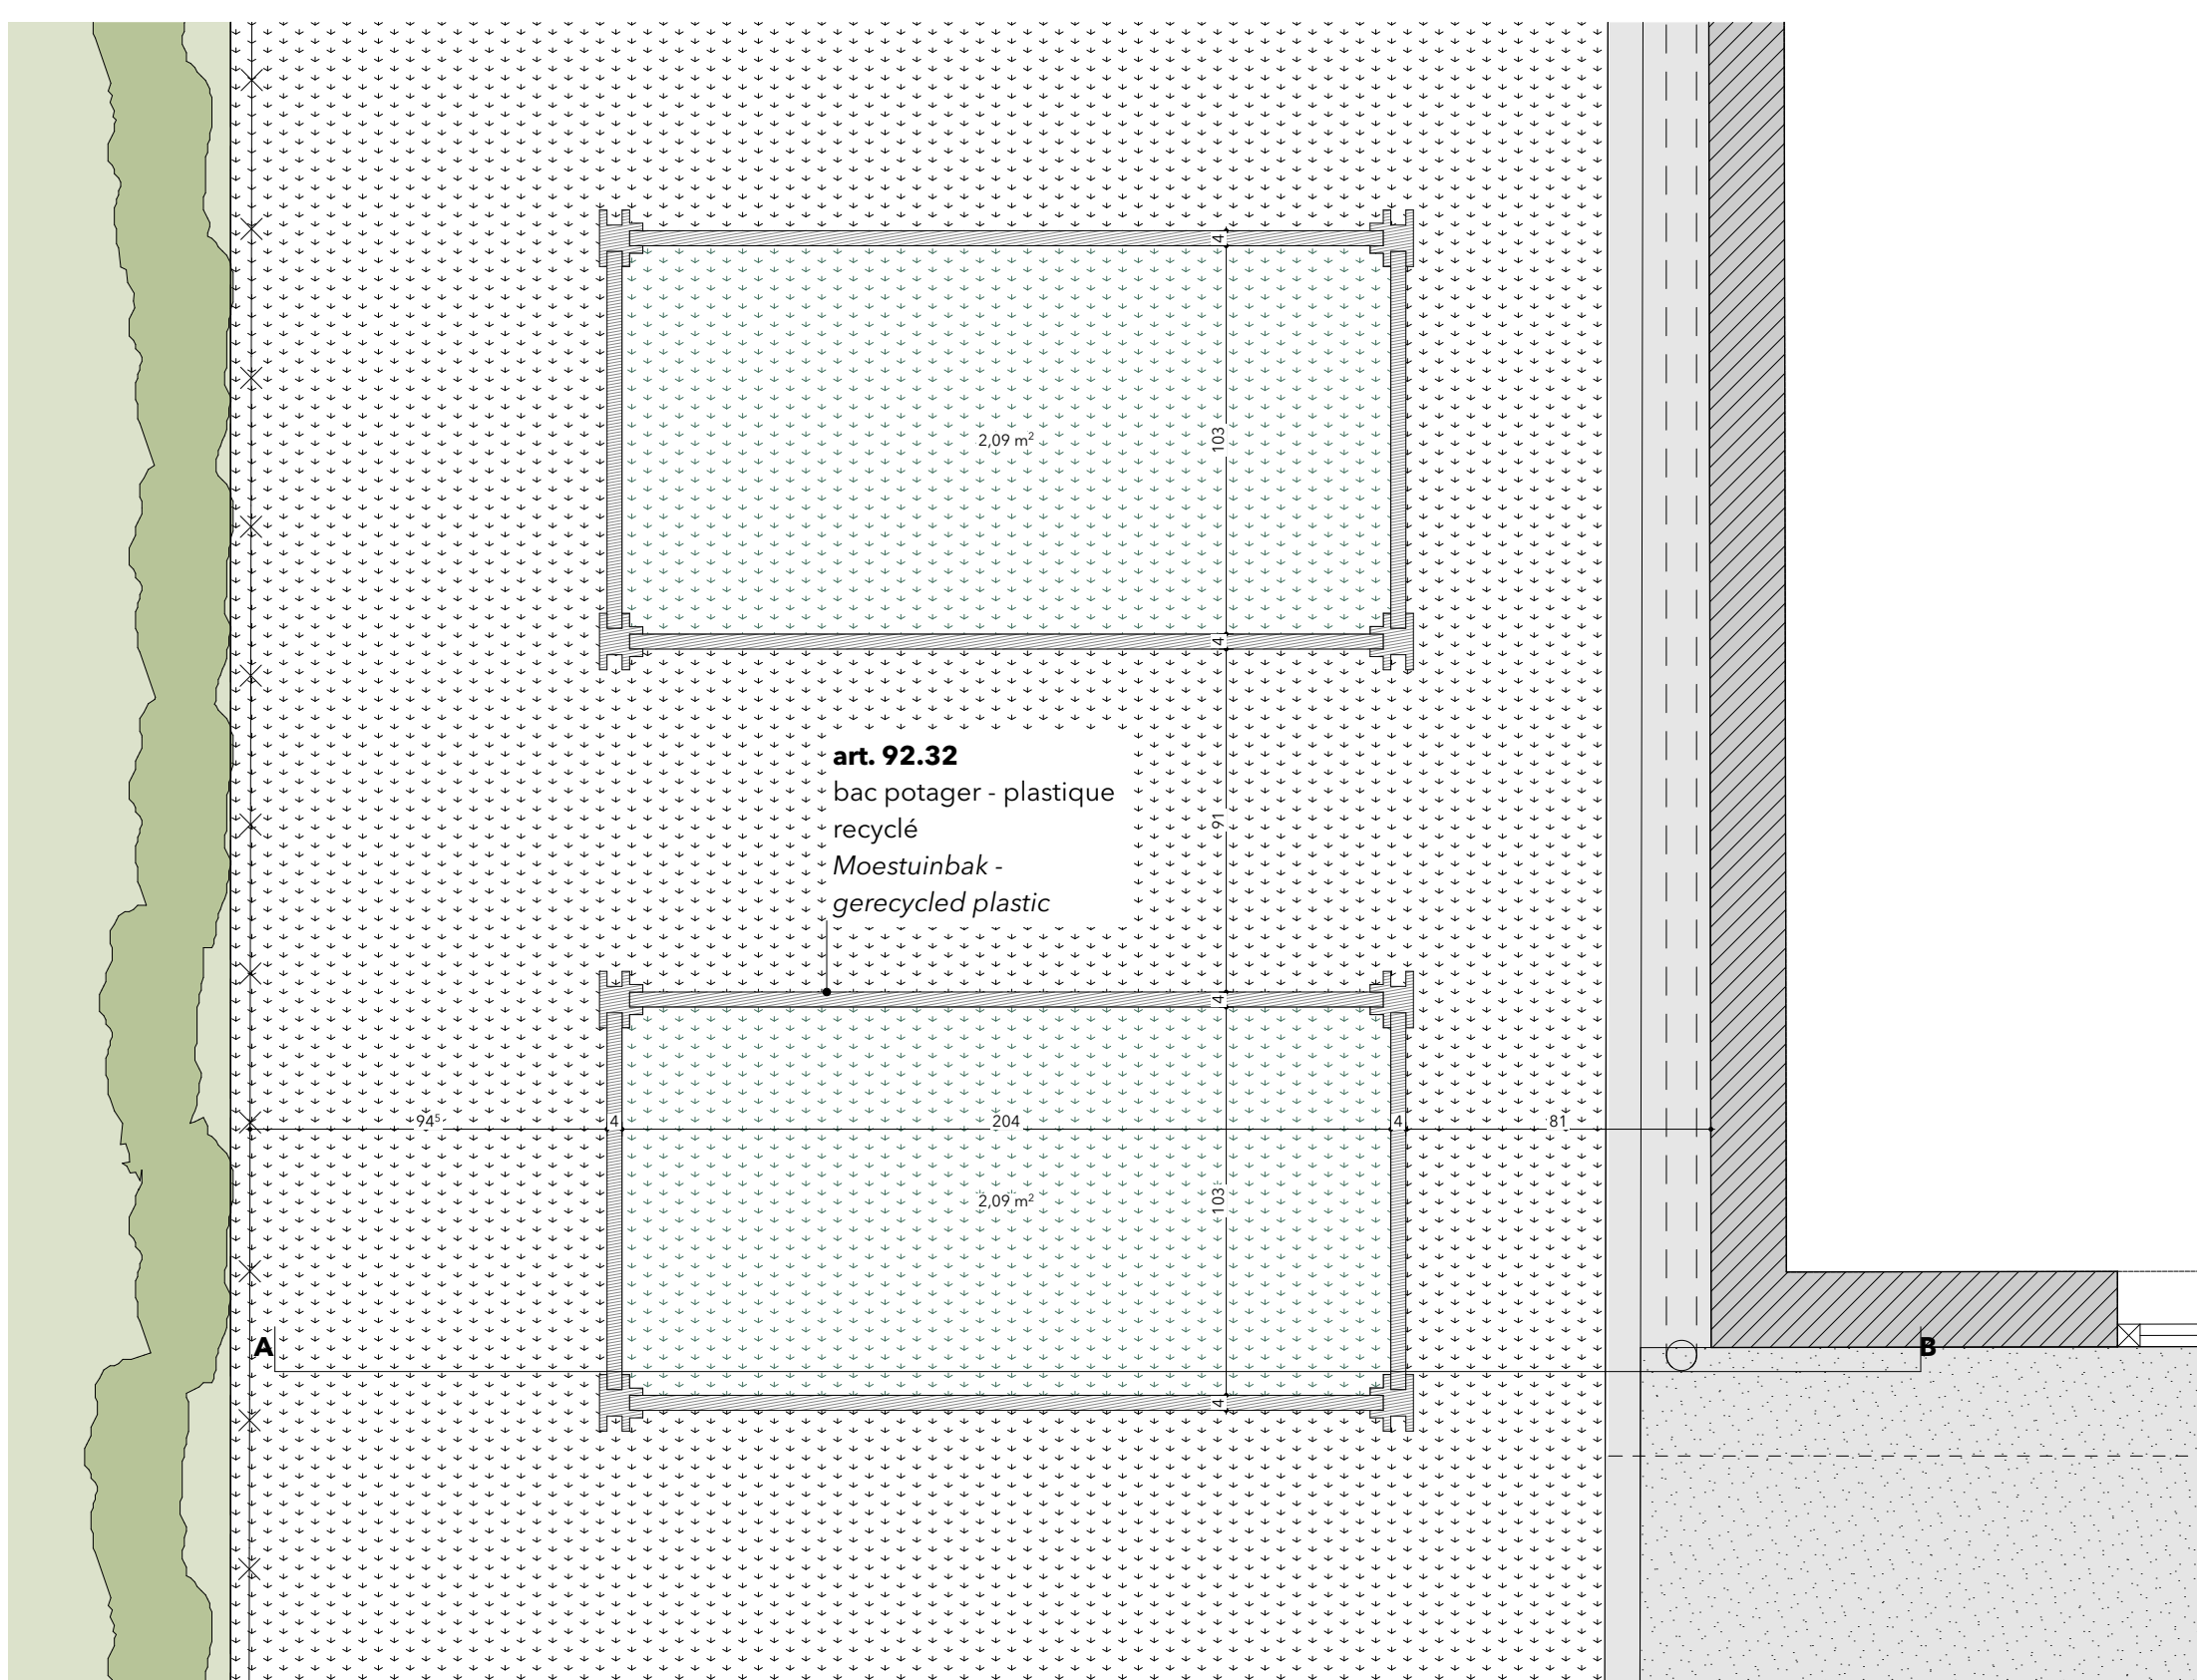 4
103
2,09 m²
4
art. 92.32
bac potager - plastique
recyclé
Moestuinbak -
gerecycled plastic
91
4
94⁵ 4 204 4 81
2,09 m²
103
A B
4